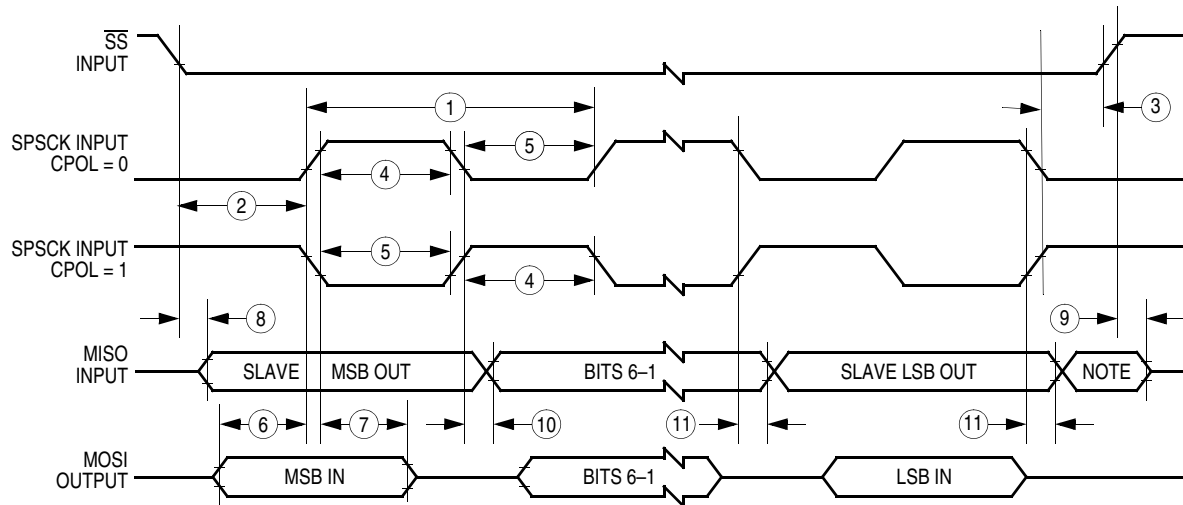 SS
INPUT
1
3
SPSCK INPUT
CPOL = 0
5
4
2
SPSCK INPUT
CPOL = 1
5
4
8
9
MISO
INPUT
SLAVE MSB OUT
BITS 6–1
SLAVE LSB OUT
NOTE
6
7
10
11
11
MOSI
OUTPUT
MSB IN
BITS 6–1
LSB IN